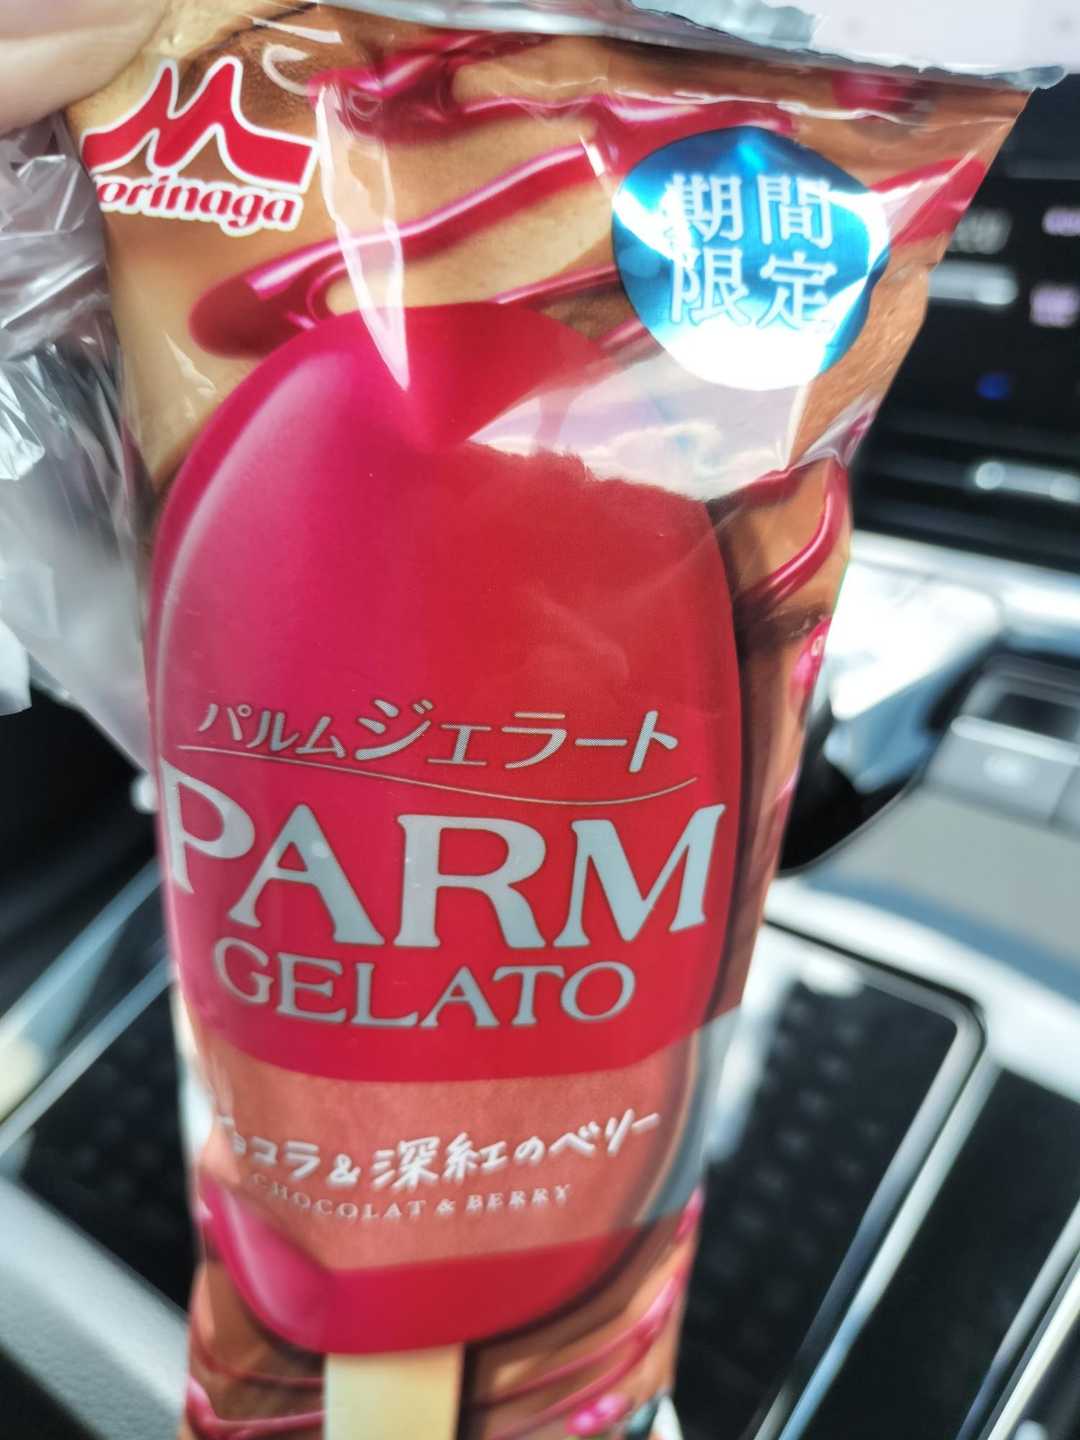 Morinaga
期間
限定
パルムジェラート
PARM
GELATO
チョコラ&深紅のベリー
CHOCOLAT & BERRY